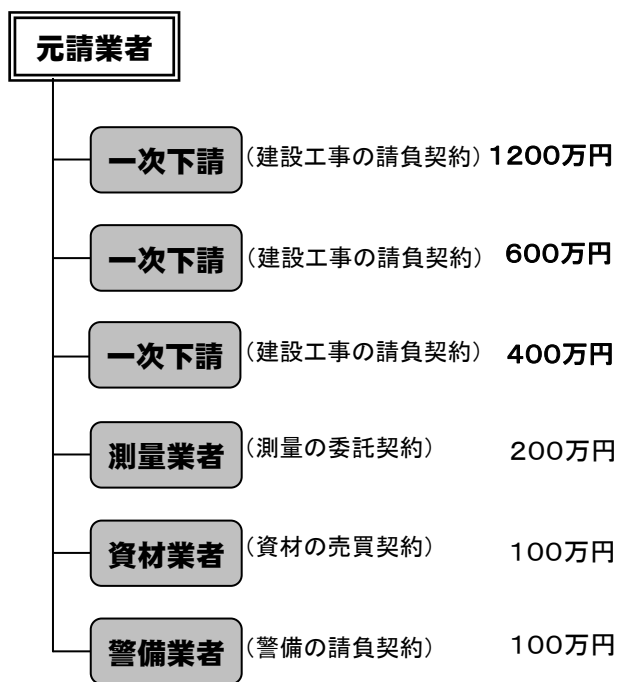 元請業者
一次下請 （建設工事の請負契約） 1200万円
一次下請 （建設工事の請負契約） 600万円
一次下請 （建設工事の請負契約） 400万円
測量業者 （測量の委託契約） 200万円
資材業者 （資材の売買契約） 100万円
警備業者 （警備の請負契約） 100万円